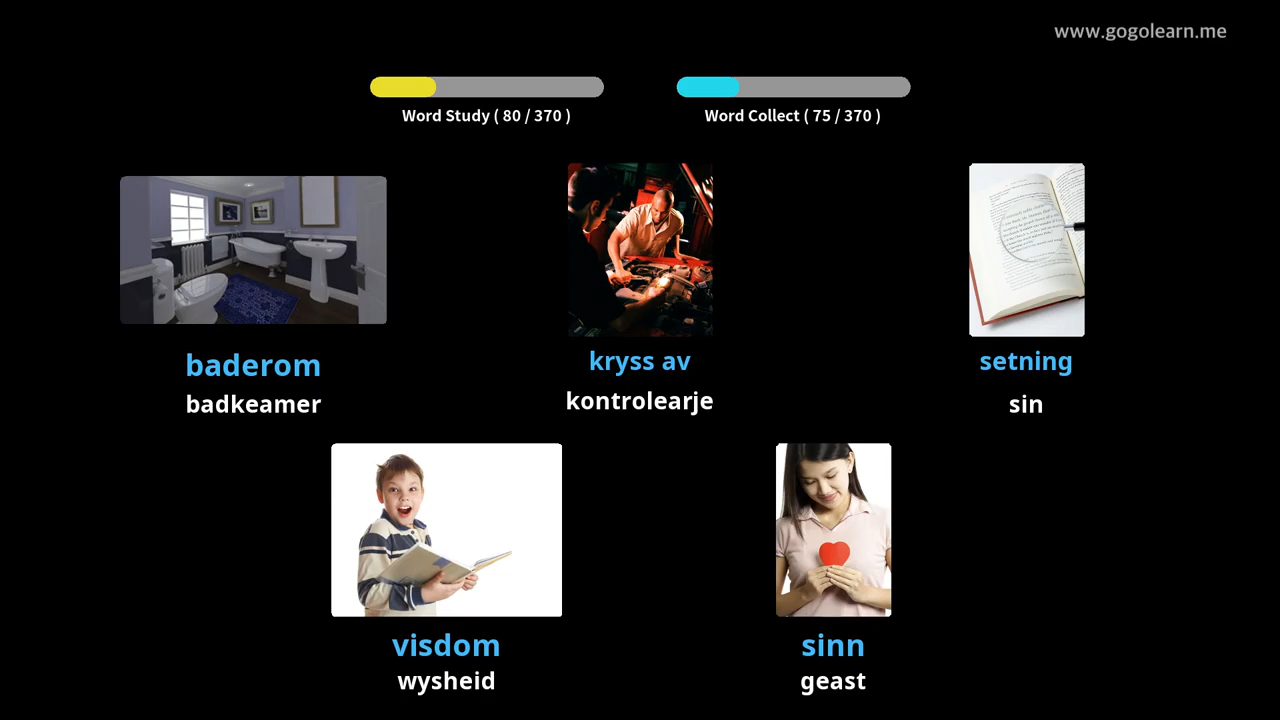 www.gogolearn.me
Word Study ( 80 / 370 )
Word Collect ( 75 / 370 )
baderom
badkeamer
kryss av
kontrolearje
setning
sin
visdom
wysheid
sinn
geast